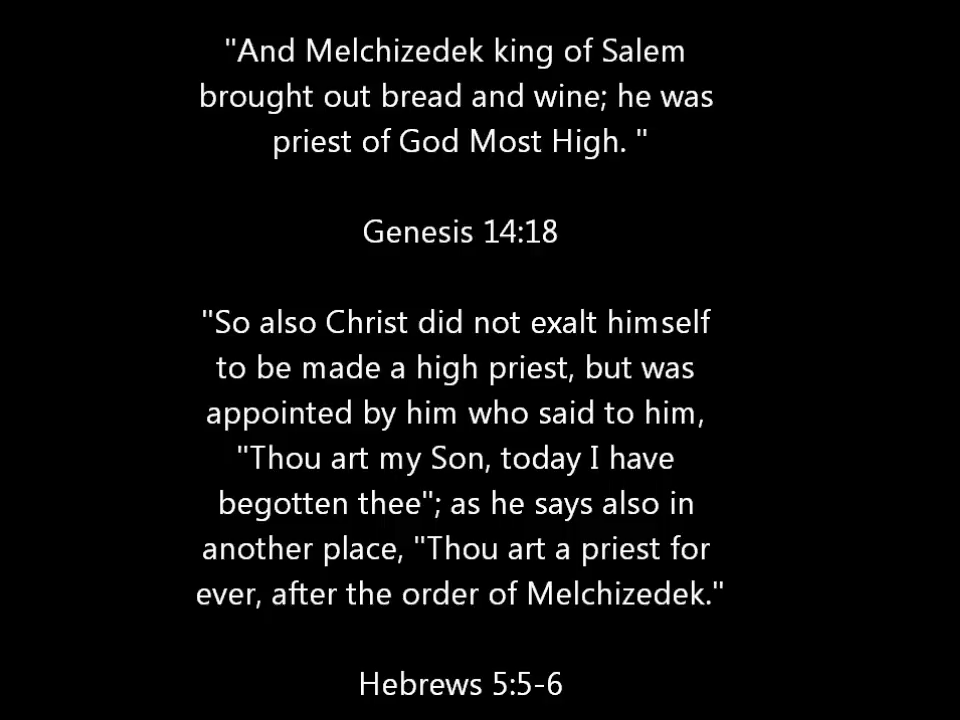 "And Melchizedek king of Salem
brought out bread and wine; he was
priest of God Most High. "
Genesis 14:18
"So also Christ did not exalt himself
to be made a high priest, but was
appointed by him who said to him,
"Thou art my Son, today I have
begotten thee"; as he says also in
another place, "Thou art a priest for
ever, after the order of Melchizedek."
Hebrews 5:5-6